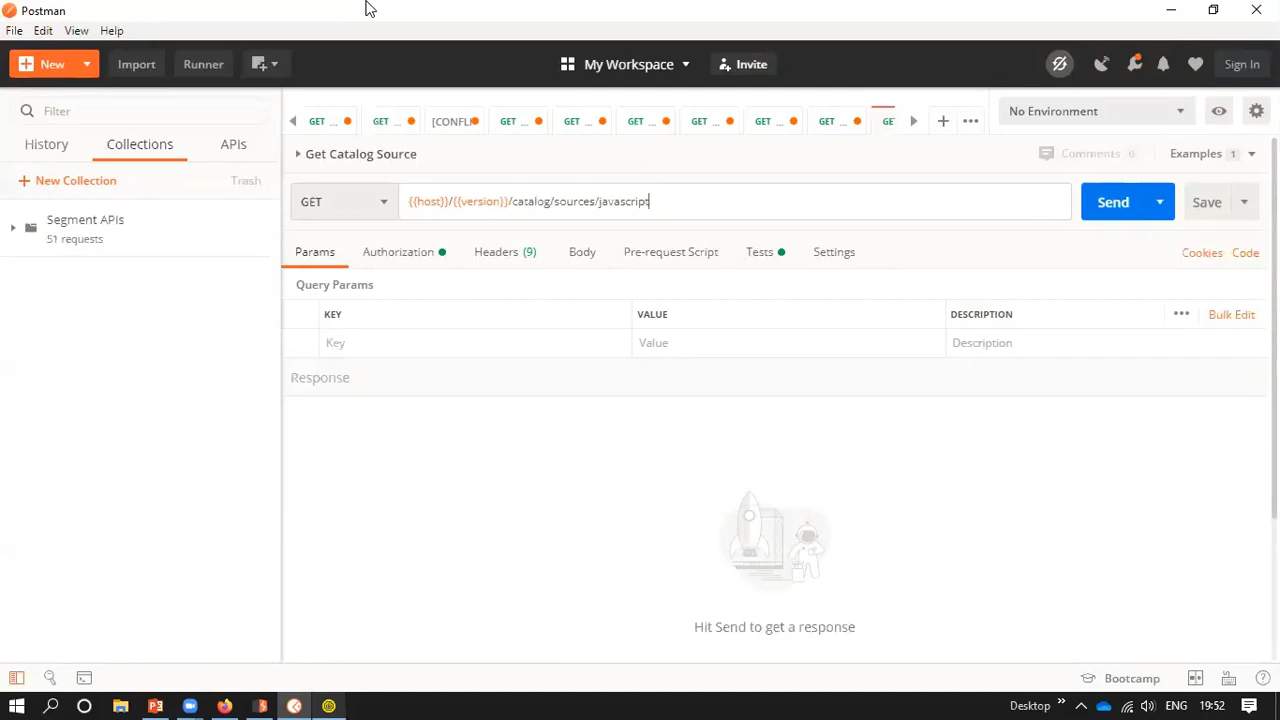 Postman
File Edit View Help
New Import Runner My Workspace Invite Sign In
Filter
GET ... GET ... [CONFLI GET ... GET ... GET ... GET ... GET ... GET ... GE No Environment
History Collections APIs
Get Catalog Source Comments 0 Examples 1
New Collection Trash
GET {{host}}/{{version}}/catalog/sources/javascript Send Save
Segment APIs
51 requests
Params Authorization Headers (9) Body Pre-request Script Tests Settings Cookies Code
Query Params
KEY VALUE DESCRIPTION Bulk Edit
Key Value Description
Response
Hit Send to get a response
Bootcamp
Desktop ENG 19:52